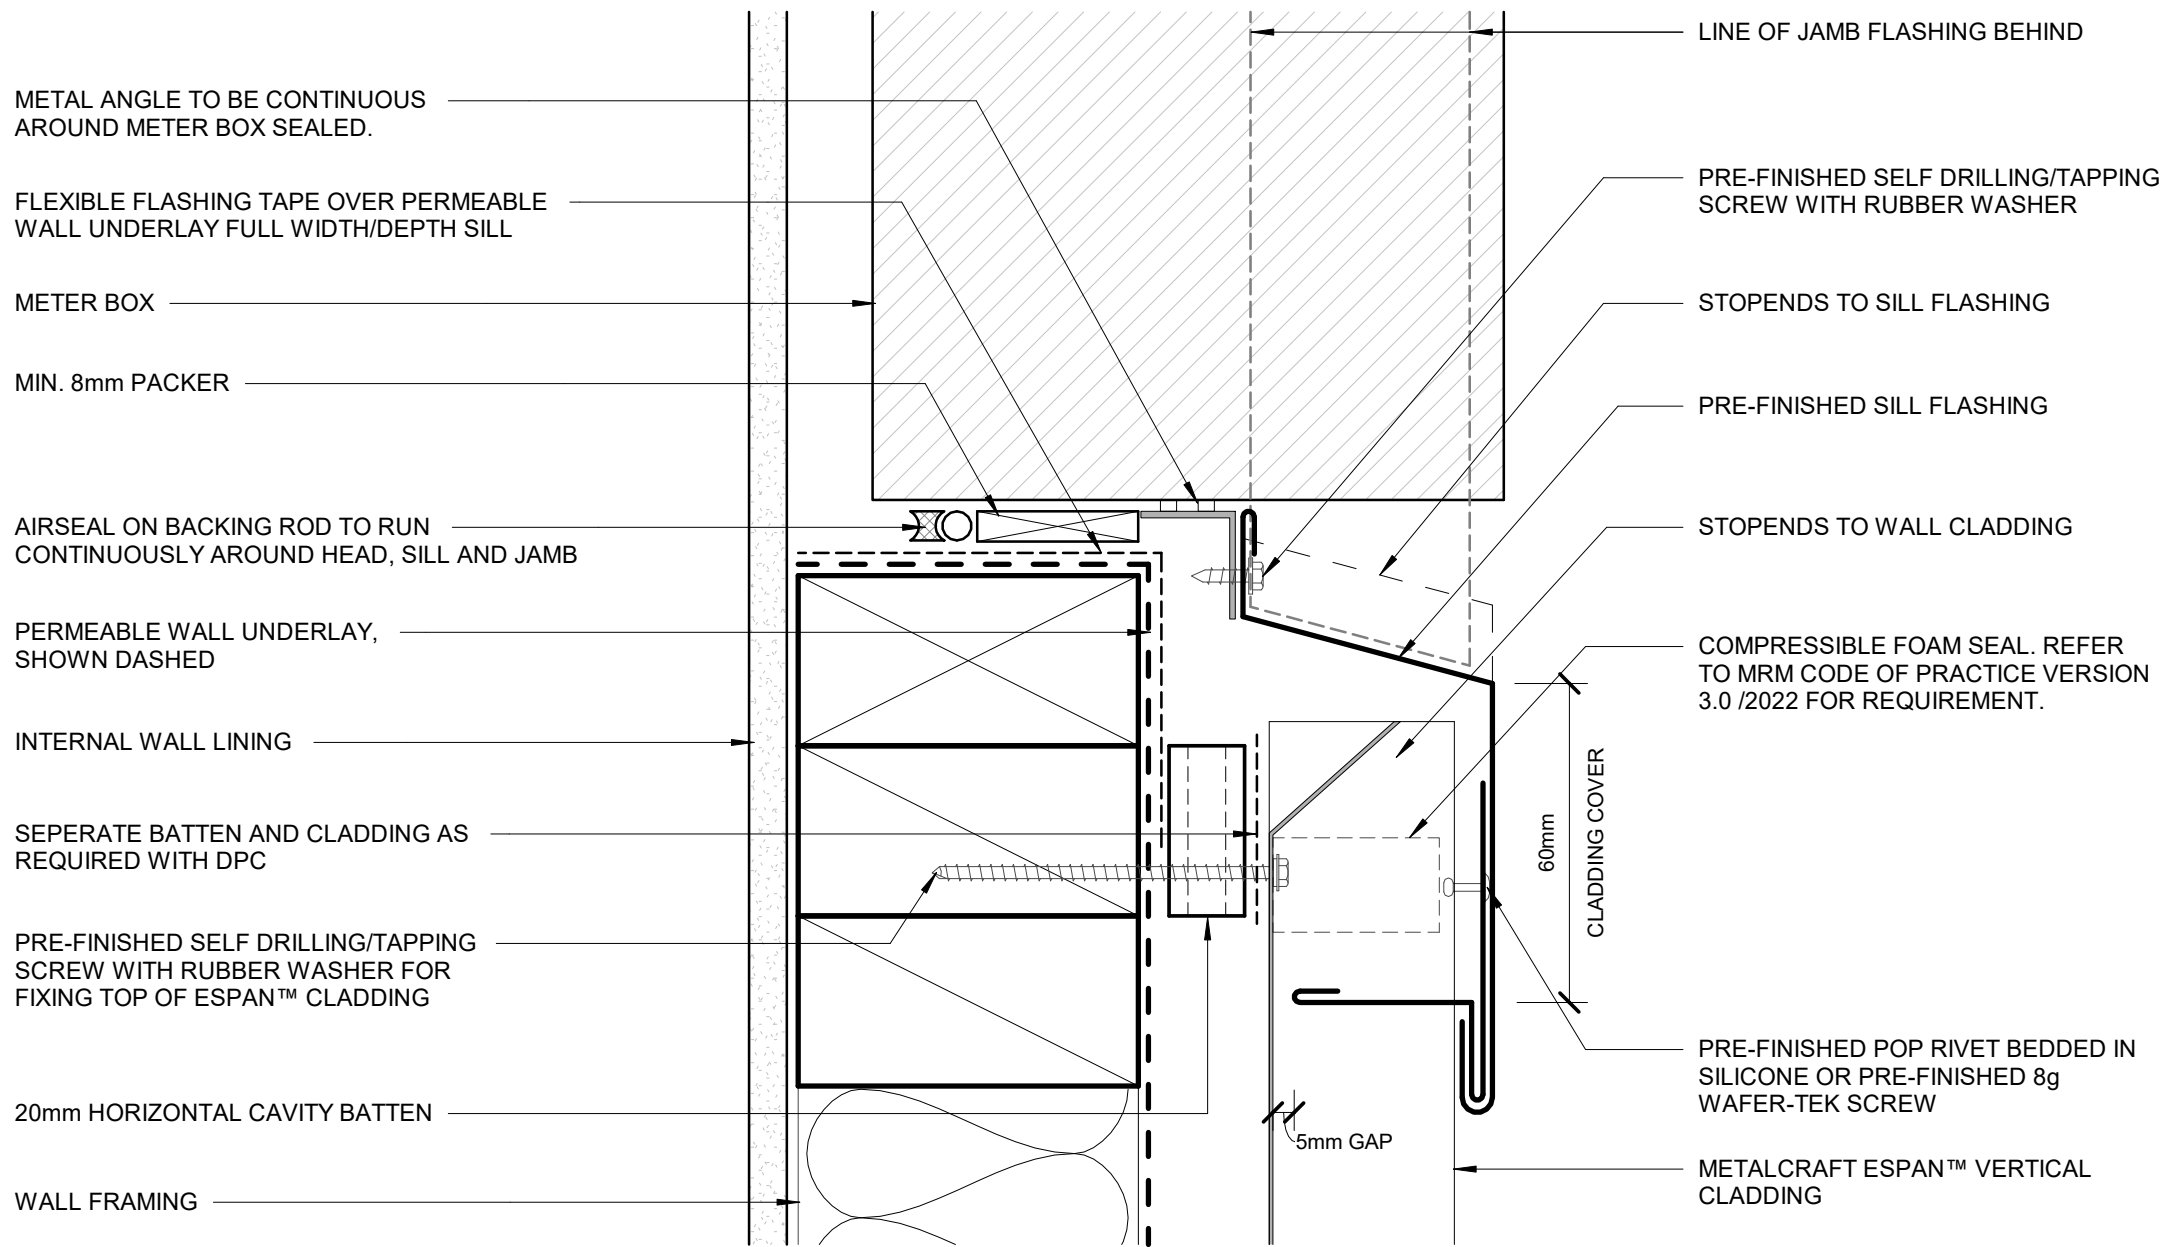 METAL ANGLE TO BE CONTINUOUS
AROUND METER BOX SEALED.
FLEXIBLE FLASHING TAPE OVER PERMEABLE
WALL UNDERLAY FULL WIDTH/DEPTH SILL
METER BOX
MIN. 8mm PACKER
AIRSEAL ON BACKING ROD TO RUN
CONTINUOUSLY AROUND HEAD, SILL AND JAMB
PERMEABLE WALL UNDERLAY,
SHOWN DASHED
INTERNAL WALL LINING
SEPERATE BATTEN AND CLADDING AS
REQUIRED WITH DPC
PRE-FINISHED SELF DRILLING/TAPPING
SCREW WITH RUBBER WASHER FOR
FIXING TOP OF ESPAN™ CLADDING
20mm HORIZONTAL CAVITY BATTEN
WALL FRAMING
LINE OF JAMB FLASHING BEHIND
PRE-FINISHED SELF DRILLING/TAPPING
SCREW WITH RUBBER WASHER
STOPENDS TO SILL FLASHING
PRE-FINISHED SILL FLASHING
STOPENDS TO WALL CLADDING
COMPRESSIBLE FOAM SEAL. REFER
TO MRM CODE OF PRACTICE VERSION
3.0 /2022 FOR REQUIREMENT.
60mm
CLADDING COVER
5mm GAP
PRE-FINISHED POP RIVET BEDDED IN
SILICONE OR PRE-FINISHED 8g
WAFER-TEK SCREW
METALCRAFT ESPAN™ VERTICAL
CLADDING